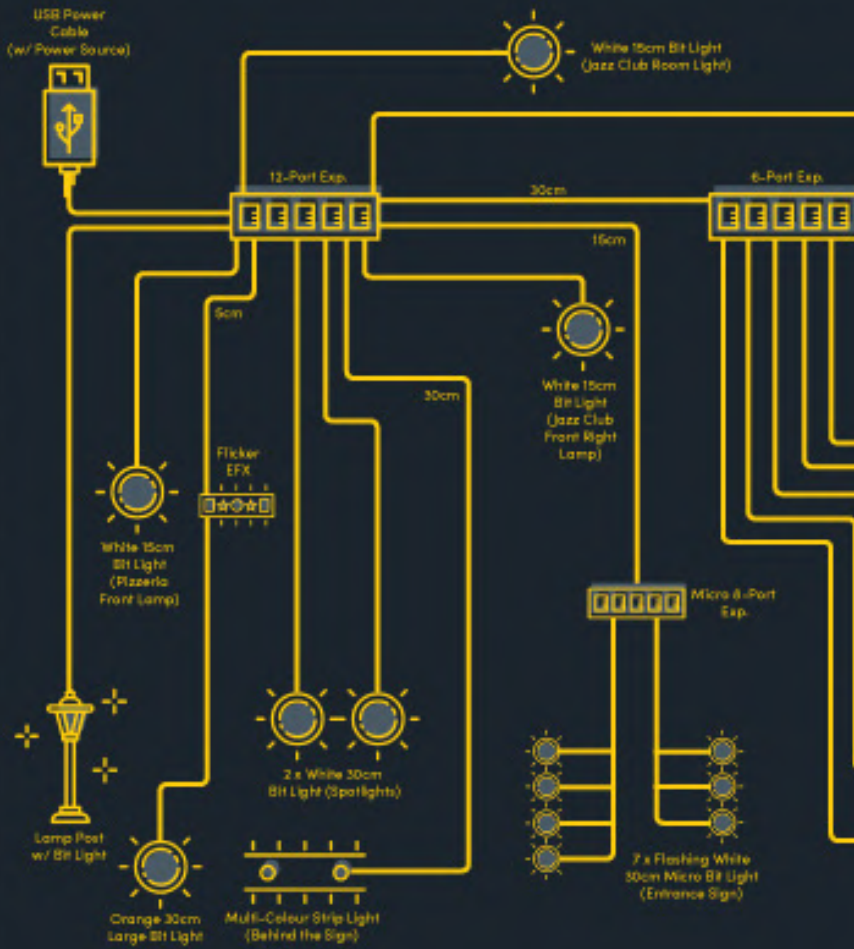 USB Power
Cable
(w/ Power Source)
White 15cm Bit Light
(Jazz Club Room Light)
12-Port Exp.
30cm
6-Port Exp.
15cm
5cm
White 15cm
Bit Light
(Jazz Club
Front Right
Lamp)
30cm
Flicker
EFX
White 15cm
Bit Light
(Pizzeria
Front Lamp)
Micro 8-Port
Exp.
2 x White 30cm
Bit Light (Spotlights)
Lamp Post
w/ Bit Light
7 x Flashing White
30cm Micro Bit Light
(Entrance Sign)
Orange 30cm
Large Bit Light
Multi-Colour Strip Light
(Behind the Sign)